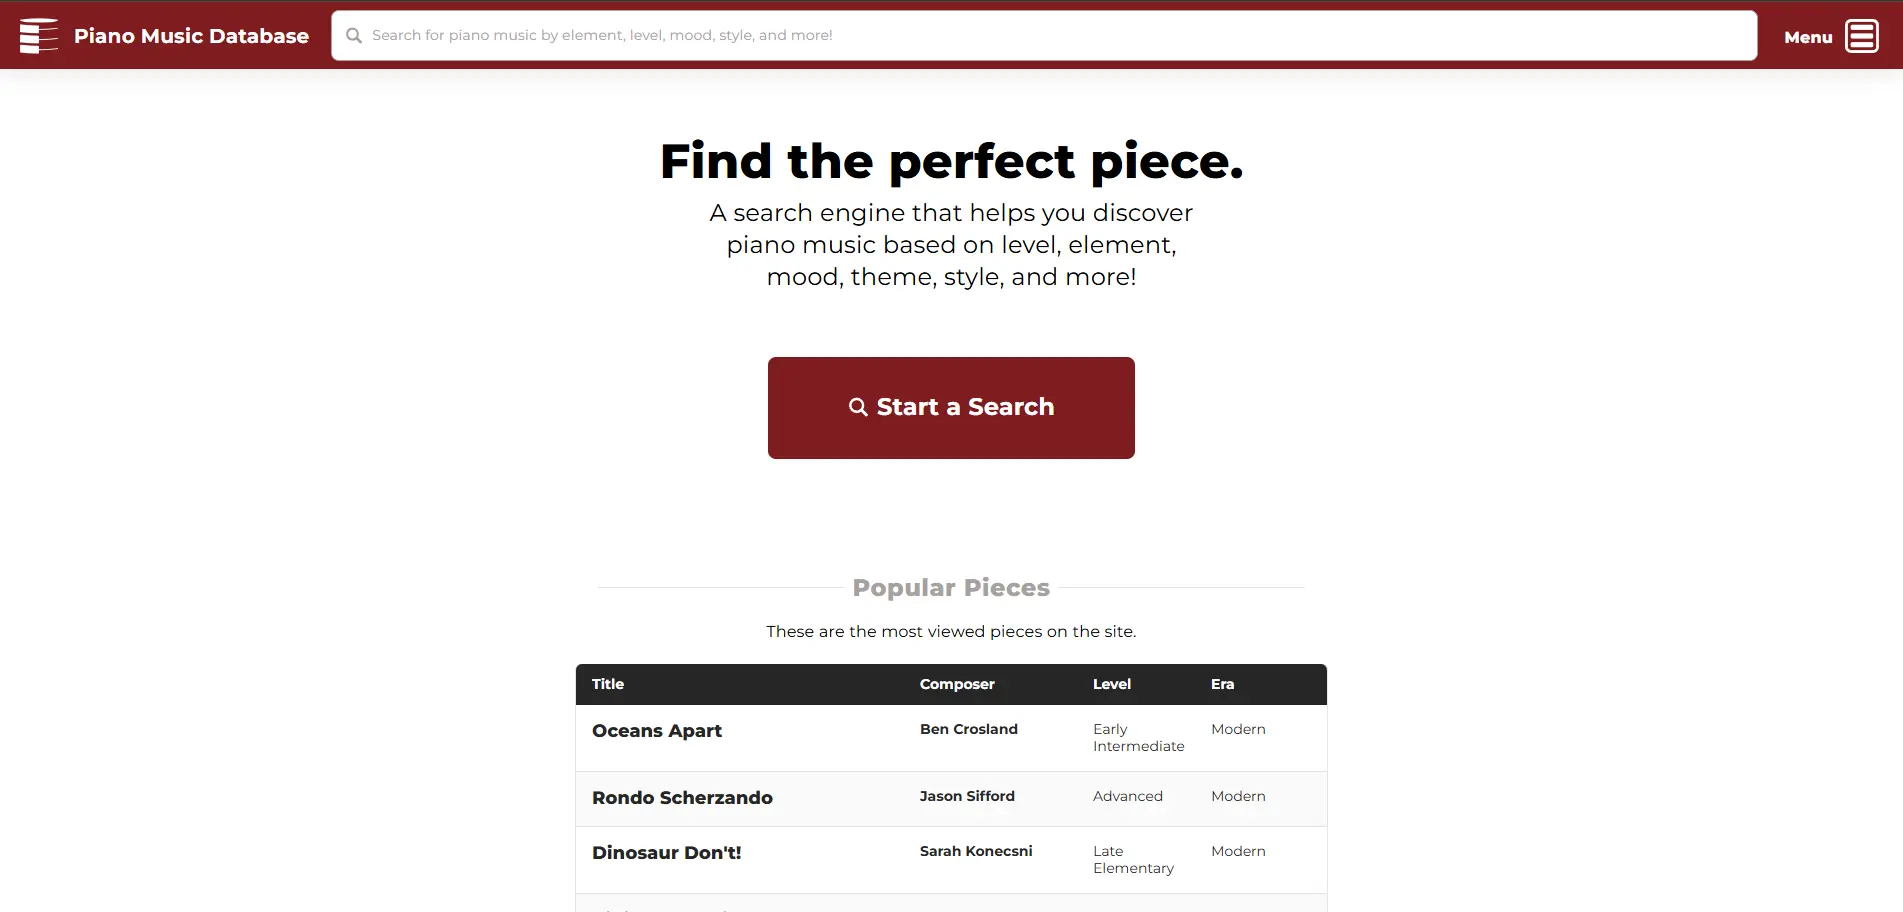 Piano Music Database
Search for piano music by element, level, mood, style, and more!
Menu
Find the perfect piece.
A search engine that helps you discover
piano music based on level, element,
mood, theme, style, and more!
Start a Search
Popular Pieces
These are the most viewed pieces on the site.
Title Composer Level Era
Oceans Apart Ben Crosland Early Modern
Intermediate
Rondo Scherzando Jason Sifford Advanced Modern
Dinosaur Don't! Sarah Konecsni Late Modern
Elementary